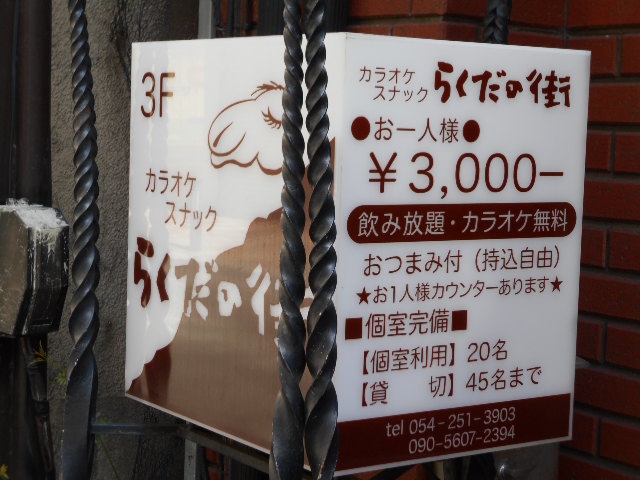 3F
カラオケ
スナック
らくだの街
カラオケ
スナック らくだの街
●お一人様●
￥3,000−
飲み放題・カラオケ無料
おつまみ付（持込自由）
★お1人様カウンターあります★
■個室完備■
【個室利用】20名
【貸 切】45名まで
tel 054-251-3903
090-5607-2394